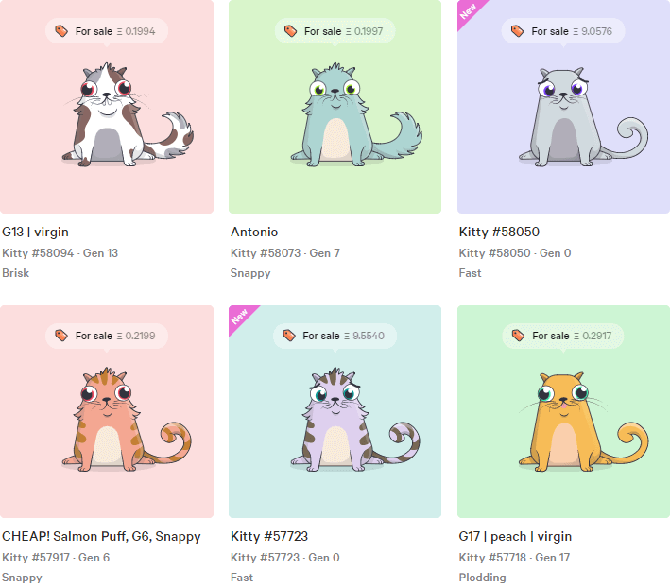 For sale Ξ 0.1994
For sale Ξ 0.1997
New
For sale Ξ 9.0576
G13 | virgin
Antonio
Kitty #58050
Kitty #58094 · Gen 13
Kitty #58073 · Gen 7
Kitty #58050 · Gen 0
Brisk
Snappy
Fast
For sale Ξ 0.2199
New
For sale Ξ 9.5540
For sale Ξ 0.2917
CHEAP! Salmon Puff, G6, Snappy
Kitty #57723
G17 | peach | virgin
Kitty #57917 · Gen 6
Kitty #57723 · Gen 0
Kitty #57718 · Gen 17
Snappy
Fast
Plodding